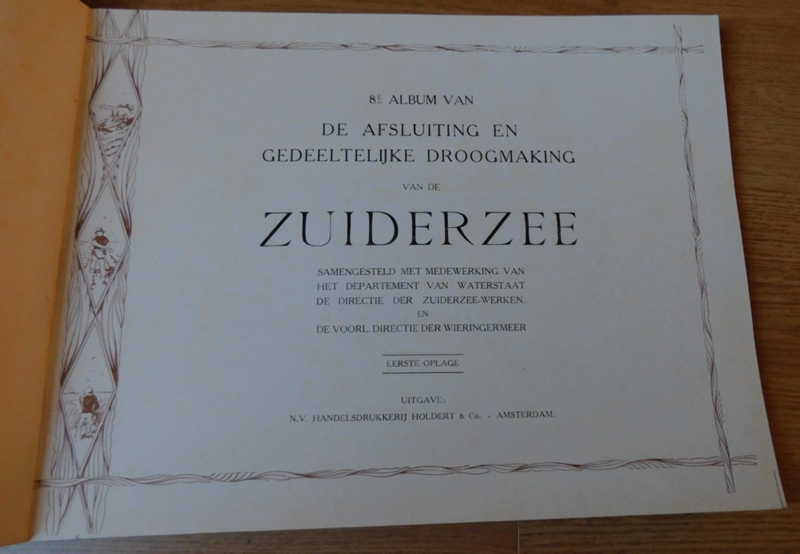 8E ALBUM VAN
DE AFSLUITING EN
GEDEELTELIJKE DROOGMAKING
VAN DE
ZUIDERZEE
SAMENGESTELD MET MEDEWERKING VAN
HET DEPARTEMENT VAN WATERSTAAT
DE DIRECTIE DER ZUIDERZEE-WERKEN.
EN
DE VOORL. DIRECTIE DER WIERINGERMEER
EERSTE OPLAGE
UITGAVE:
N.V. HANDELSDRUKKERIJ HOLDERT & Co. - AMSTERDAM.